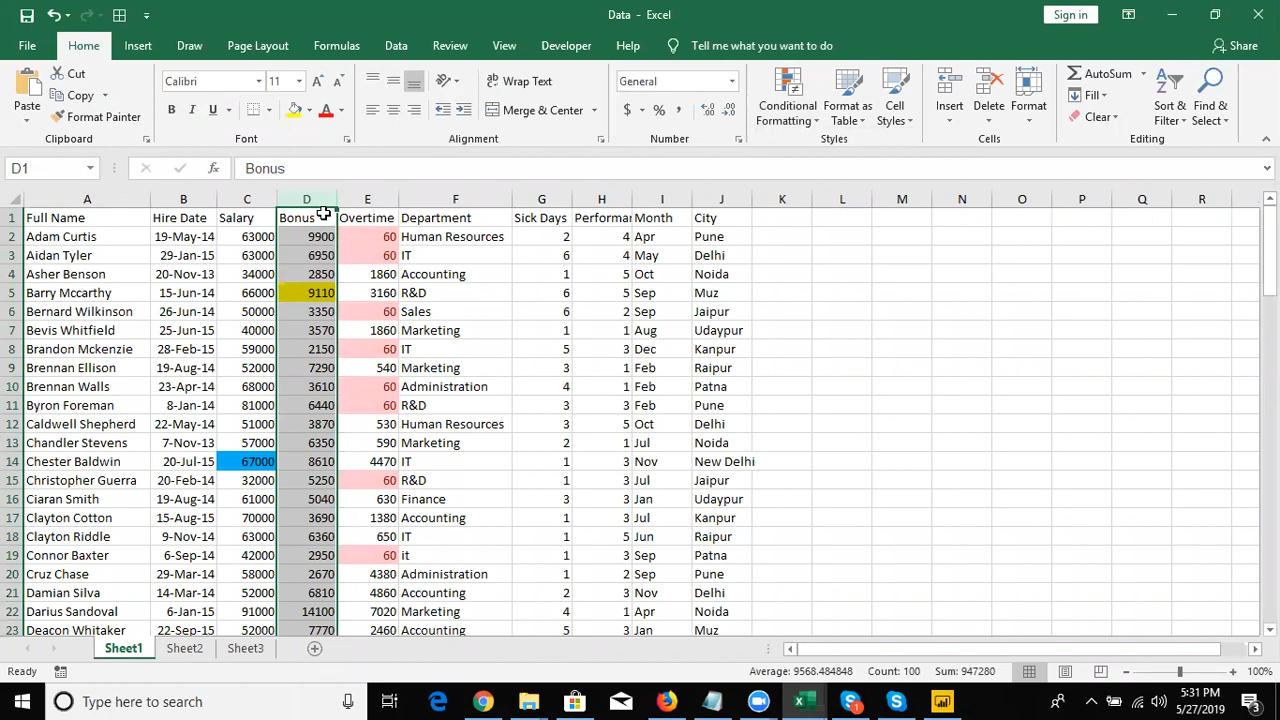 Data - Excel
Sign in
File Home Insert Draw Page Layout Formulas Data Review View Developer Help Tell me what you want to do Share
Paste
Cut
Copy
Format Painter
Calibri 11
B I U
Wrap Text
Merge & Center
General
$ % ,
Conditional Formatting
Format as Table
Cell Styles
Insert
Delete
Format
AutoSum
Fill
Clear
Sort & Filter
Find & Select
Clipboard Font Alignment Number Styles Cells Editing
D1 fx Bonus
A B C D E F G H I J K L M N O P Q R
1 Full Name Hire Date Salary Bonus Overtime Department Sick Days Performar Month City
2 Adam Curtis 19-May-14 63000 9900 60 Human Resources 2 4 Apr Pune
3 Aidan Tyler 29-Jan-15 63000 6950 60 IT 6 4 May Delhi
4 Asher Benson 20-Nov-13 34000 2850 1860 Accounting 1 5 Oct Noida
5 Barry Mccarthy 15-Jun-14 66000 9110 3160 R&D 6 5 Sep Muz
6 Bernard Wilkinson 26-Jun-14 50000 3350 60 Sales 6 2 Sep Jaipur
7 Bevis Whitfield 25-Jun-15 40000 3570 1860 Marketing 1 1 Aug Udaypur
8 Brandon Mckenzie 28-Feb-15 59000 2150 60 IT 5 3 Dec Kanpur
9 Brennan Ellison 19-Aug-14 52000 7290 540 Marketing 3 1 Feb Raipur
10 Brennan Walls 23-Apr-14 68000 3610 60 Administration 4 1 Feb Patna
11 Byron Foreman 8-Jan-14 81000 6440 60 R&D 3 3 Feb Pune
12 Caldwell Shepherd 22-May-14 51000 3870 530 Human Resources 3 5 Oct Delhi
13 Chandler Stevens 7-Nov-13 57000 6350 590 Marketing 2 1 Jul Noida
14 Chester Baldwin 20-Jul-15 67000 8610 4470 IT 1 3 Nov New Delhi
15 Christopher Guerra 20-Feb-14 32000 5250 60 R&D 1 3 Jul Jaipur
16 Ciaran Smith 19-Aug-14 61000 5040 630 Finance 3 3 Jan Udaypur
17 Clayton Cotton 15-Aug-15 70000 3690 1380 Accounting 1 3 Jul Kanpur
18 Clayton Riddle 9-Nov-14 63000 6360 650 IT 1 5 Jun Raipur
19 Connor Baxter 6-Sep-14 42000 2950 60 it 1 3 Sep Patna
20 Cruz Chase 29-Mar-14 58000 2670 4380 Administration 1 2 Sep Pune
21 Damian Silva 14-Mar-14 52000 6810 4860 Accounting 2 3 Nov Delhi
22 Darius Sandoval 6-Jan-15 91000 14100 7020 Marketing 4 1 Apr Noida
23 Deacon Whitaker 22-Sep-15 52000 7770 2460 Accounting 5 3 Jan Muz
Sheet1 Sheet2 Sheet3
Ready Average: 9568.484848 Count: 100 Sum: 947280 100%
Type here to search
5:31 PM
5/27/2019